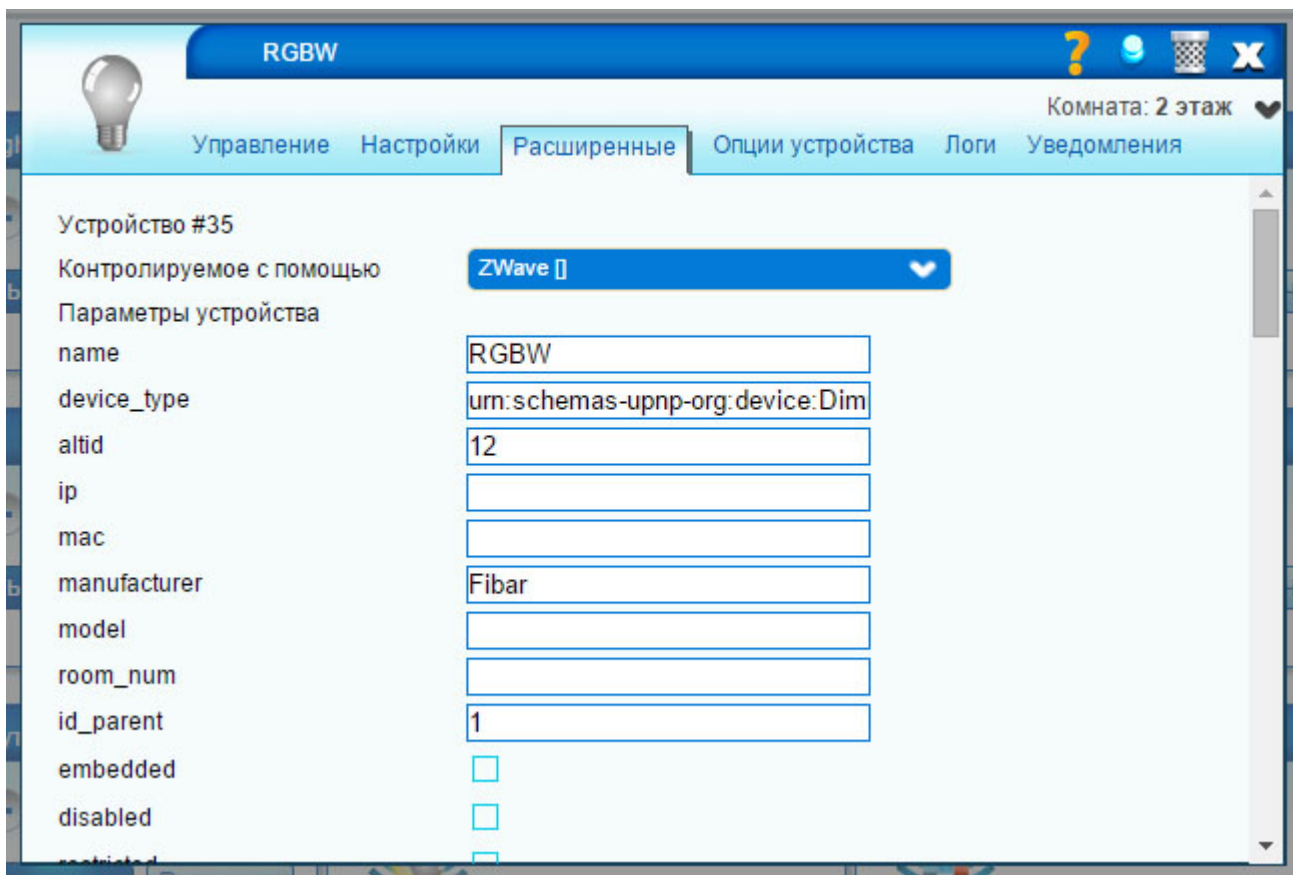 RGBW
Комната: 2 этаж
Управление Настройки Расширенные Опции устройства Логи Уведомления
Устройство #35
Контролируемое с помощью ZWave []
Параметры устройства
name RGBW
device_type urn:schemas-upnp-org:device:Dim
altid 12
ip
mac
manufacturer Fibar
model
room_num
id_parent 1
embedded
disabled